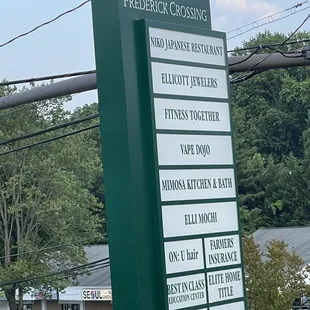 FREDERICK CROSSING
NIKO JAPANESE RESTAURANT
ELLICOTT JEWELERS
FITNESS TOGETHER
VAPE DOJO
MIMOSA KITCHEN & BATH
ELLI MOCHI
ON: U hair
FARMERS
INSURANCE
BEST IN CLASS
EDUCATION CENTER
ELITE HOME
TITLE
SEOUL